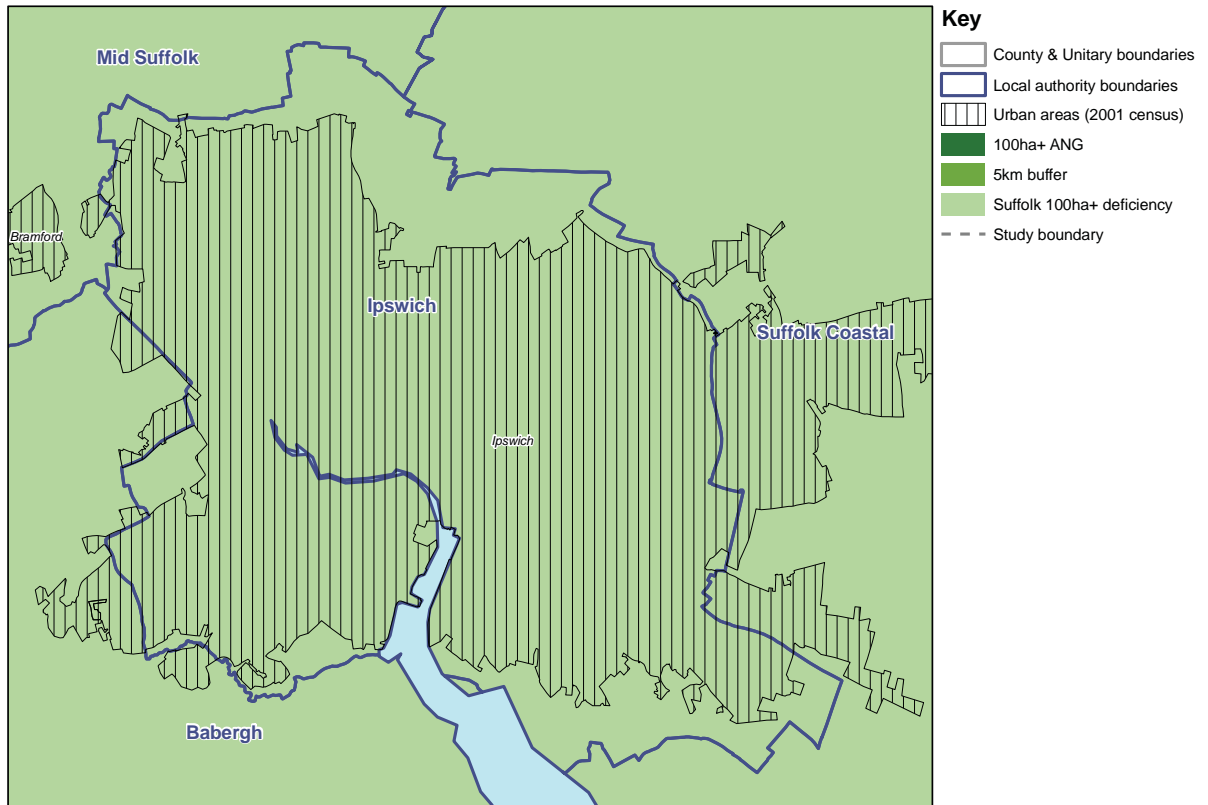 Mid Suffolk
Bramford
Ipswich
Suffolk Coastal
Ipswich
Babergh
Key
County & Unitary boundaries
Local authority boundaries
Urban areas (2001 census)
100ha+ ANG
5km buffer
Suffolk 100ha+ deficiency
Study boundary